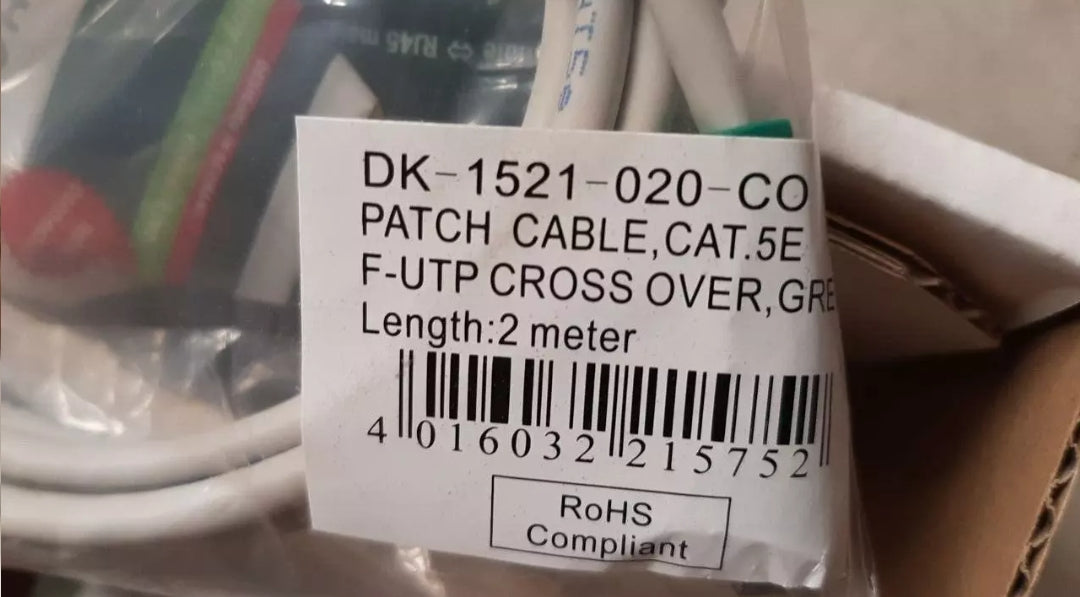 DK-1521-020-CO
PATCH CABLE,CAT.5E
F-UTP CROSS OVER,GRE
Length:2 meter
4 016032 215752
RoHS
Compliant